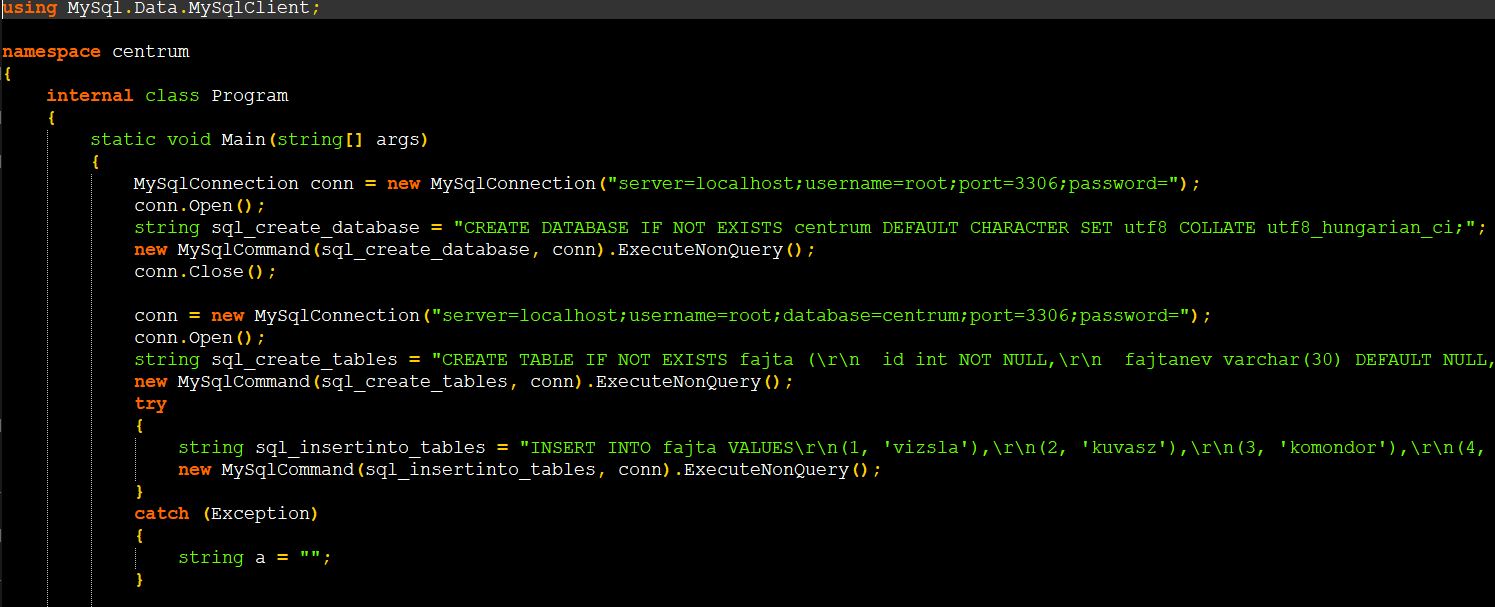 using MySql.Data.MySqlClient;
namespace centrum
{
internal class Program
{
static void Main(string[] args)
{
MySqlConnection conn = new MySqlConnection("server=localhost;username=root;port=3306;password=");
conn.Open();
string sql_create_database = "CREATE DATABASE IF NOT EXISTS centrum DEFAULT CHARACTER SET utf8 COLLATE utf8_hungarian_ci;";
new MySqlCommand(sql_create_database, conn).ExecuteNonQuery();
conn.Close();
conn = new MySqlConnection("server=localhost;username=root;database=centrum;port=3306;password=");
conn.Open();
string sql_create_tables = "CREATE TABLE IF NOT EXISTS fajta (\r\n  id int NOT NULL,\r\n  fajtanev varchar(30) DEFAULT NULL,
new MySqlCommand(sql_create_tables, conn).ExecuteNonQuery();
try
{
string sql_insertinto_tables = "INSERT INTO fajta VALUES\r\n(1, 'vizsla'),\r\n(2, 'kuvasz'),\r\n(3, 'komondor'),\r\n(4,
new MySqlCommand(sql_insertinto_tables, conn).ExecuteNonQuery();
}
catch (Exception)
{
string a = "";
}